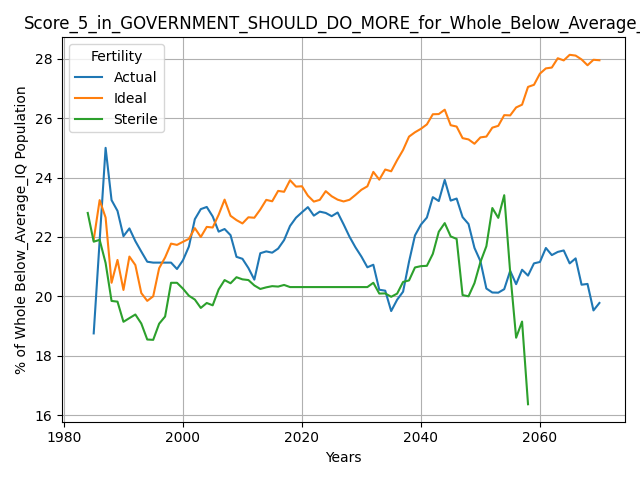 Score_5_in_GOVERNMENT_SHOULD_DO_MORE_for_Whole_Below_Average_
Fertility
Actual
Ideal
Sterile
% of Whole Below_Average_IQ Population
28
26
24
22
20
18
16
1980
2000
2020
2040
2060
Years